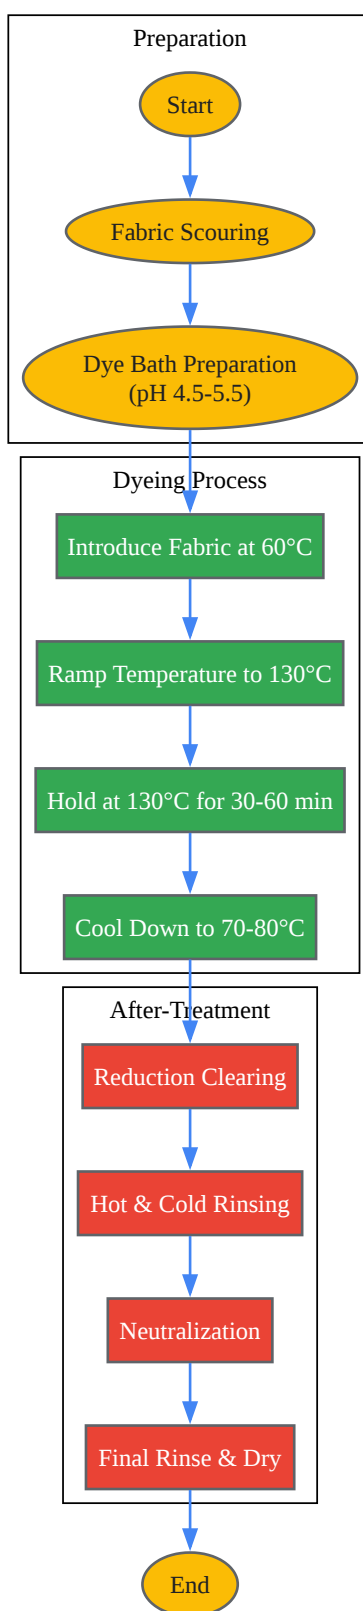 Preparation
Start
Fabric Scouring
Dye Bath Preparation
(pH 4.5-5.5)
Dyeing Process
Introduce Fabric at 60°C
Ramp Temperature to 130°C
Hold at 130°C for 30-60 min
Cool Down to 70-80°C
After-Treatment
Reduction Clearing
Hot & Cold Rinsing
Neutralization
Final Rinse & Dry
End